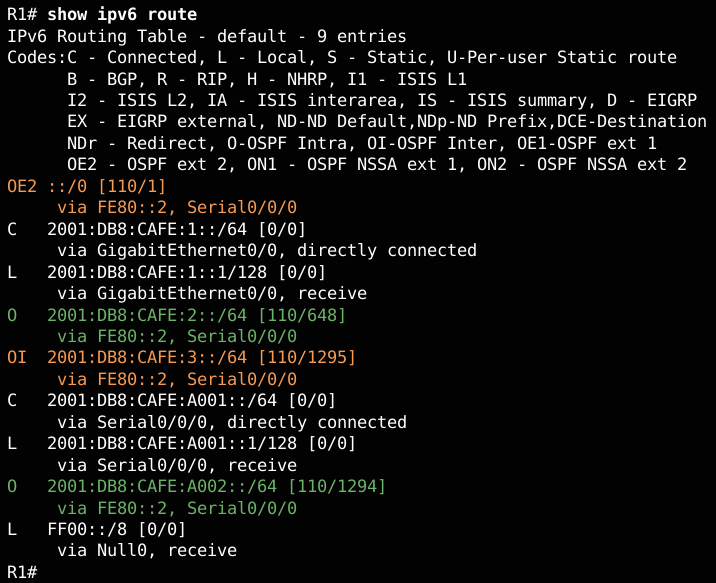 R1# show ipv6 route
IPv6 Routing Table - default - 9 entries
Codes:C - Connected, L - Local, S - Static, U-Per-user Static route
B - BGP, R - RIP, H - NHRP, I1 - ISIS L1
I2 - ISIS L2, IA - ISIS interarea, IS - ISIS summary, D - EIGRP
EX - EIGRP external, ND-ND Default,NDp-ND Prefix,DCE-Destination
NDr - Redirect, O-OSPF Intra, OI-OSPF Inter, OE1-OSPF ext 1
OE2 - OSPF ext 2, ON1 - OSPF NSSA ext 1, ON2 - OSPF NSSA ext 2
OE2 ::/0 [110/1]
via FE80::2, Serial0/0/0
C 2001:DB8:CAFE:1::/64 [0/0]
via GigabitEthernet0/0, directly connected
L 2001:DB8:CAFE:1::1/128 [0/0]
via GigabitEthernet0/0, receive
O 2001:DB8:CAFE:2::/64 [110/648]
via FE80::2, Serial0/0/0
OI 2001:DB8:CAFE:3::/64 [110/1295]
via FE80::2, Serial0/0/0
C 2001:DB8:CAFE:A001::/64 [0/0]
via Serial0/0/0, directly connected
L 2001:DB8:CAFE:A001::1/128 [0/0]
via Serial0/0/0, receive
O 2001:DB8:CAFE:A002::/64 [110/1294]
via FE80::2, Serial0/0/0
L FF00::/8 [0/0]
via Null0, receive
R1#